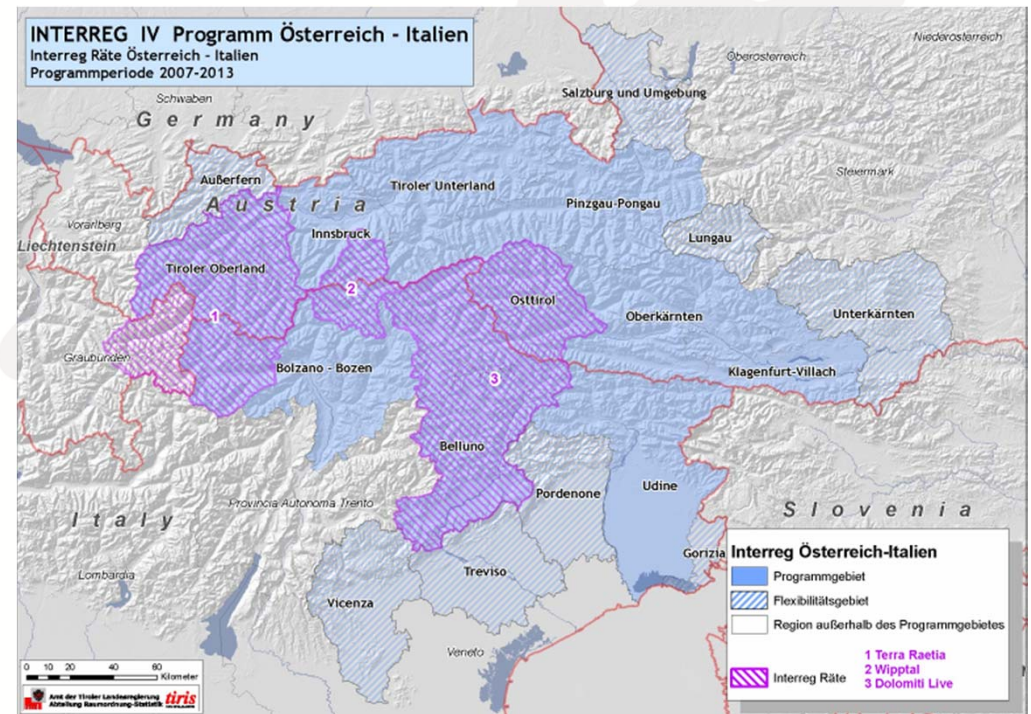 INTERREG IV Programm Österreich - Italien
Interreg Räte Österreich - Italien
Programmperiode 2007-2013
Niederösterreich
Oberösterreich
Schwaben
Salzburg und Umgebung
Germany
Steiermark
Außerfern
Tiroler Unterland
Austria
Pinzgau-Pongau
Vorarlberg
Innsbruck
Lungau
Liechtenstein
Tiroler Oberland
2
Osttirol
1
Oberkärnten
Unterkärnten
Graubünden
Bolzano - Bozen
3
Klagenfurt-Villach
Belluno
Udine
Pordenone
Provincia Autonoma Trento
Italy
Slovenia
Gorizia
Treviso
Lombardia
Vicenza
Veneto
Interreg Österreich-Italien
Programmgebiet
Flexibilitätsgebiet
Region außerhalb des Programmgebietes
Interreg Räte
1 Terra Raetia
2 Wipptal
3 Dolomiti Live
0 10 20 40 60
Kilometer
Amt der Tiroler Landesregierung
Abteilung Raumordnung-Statistik
tiris